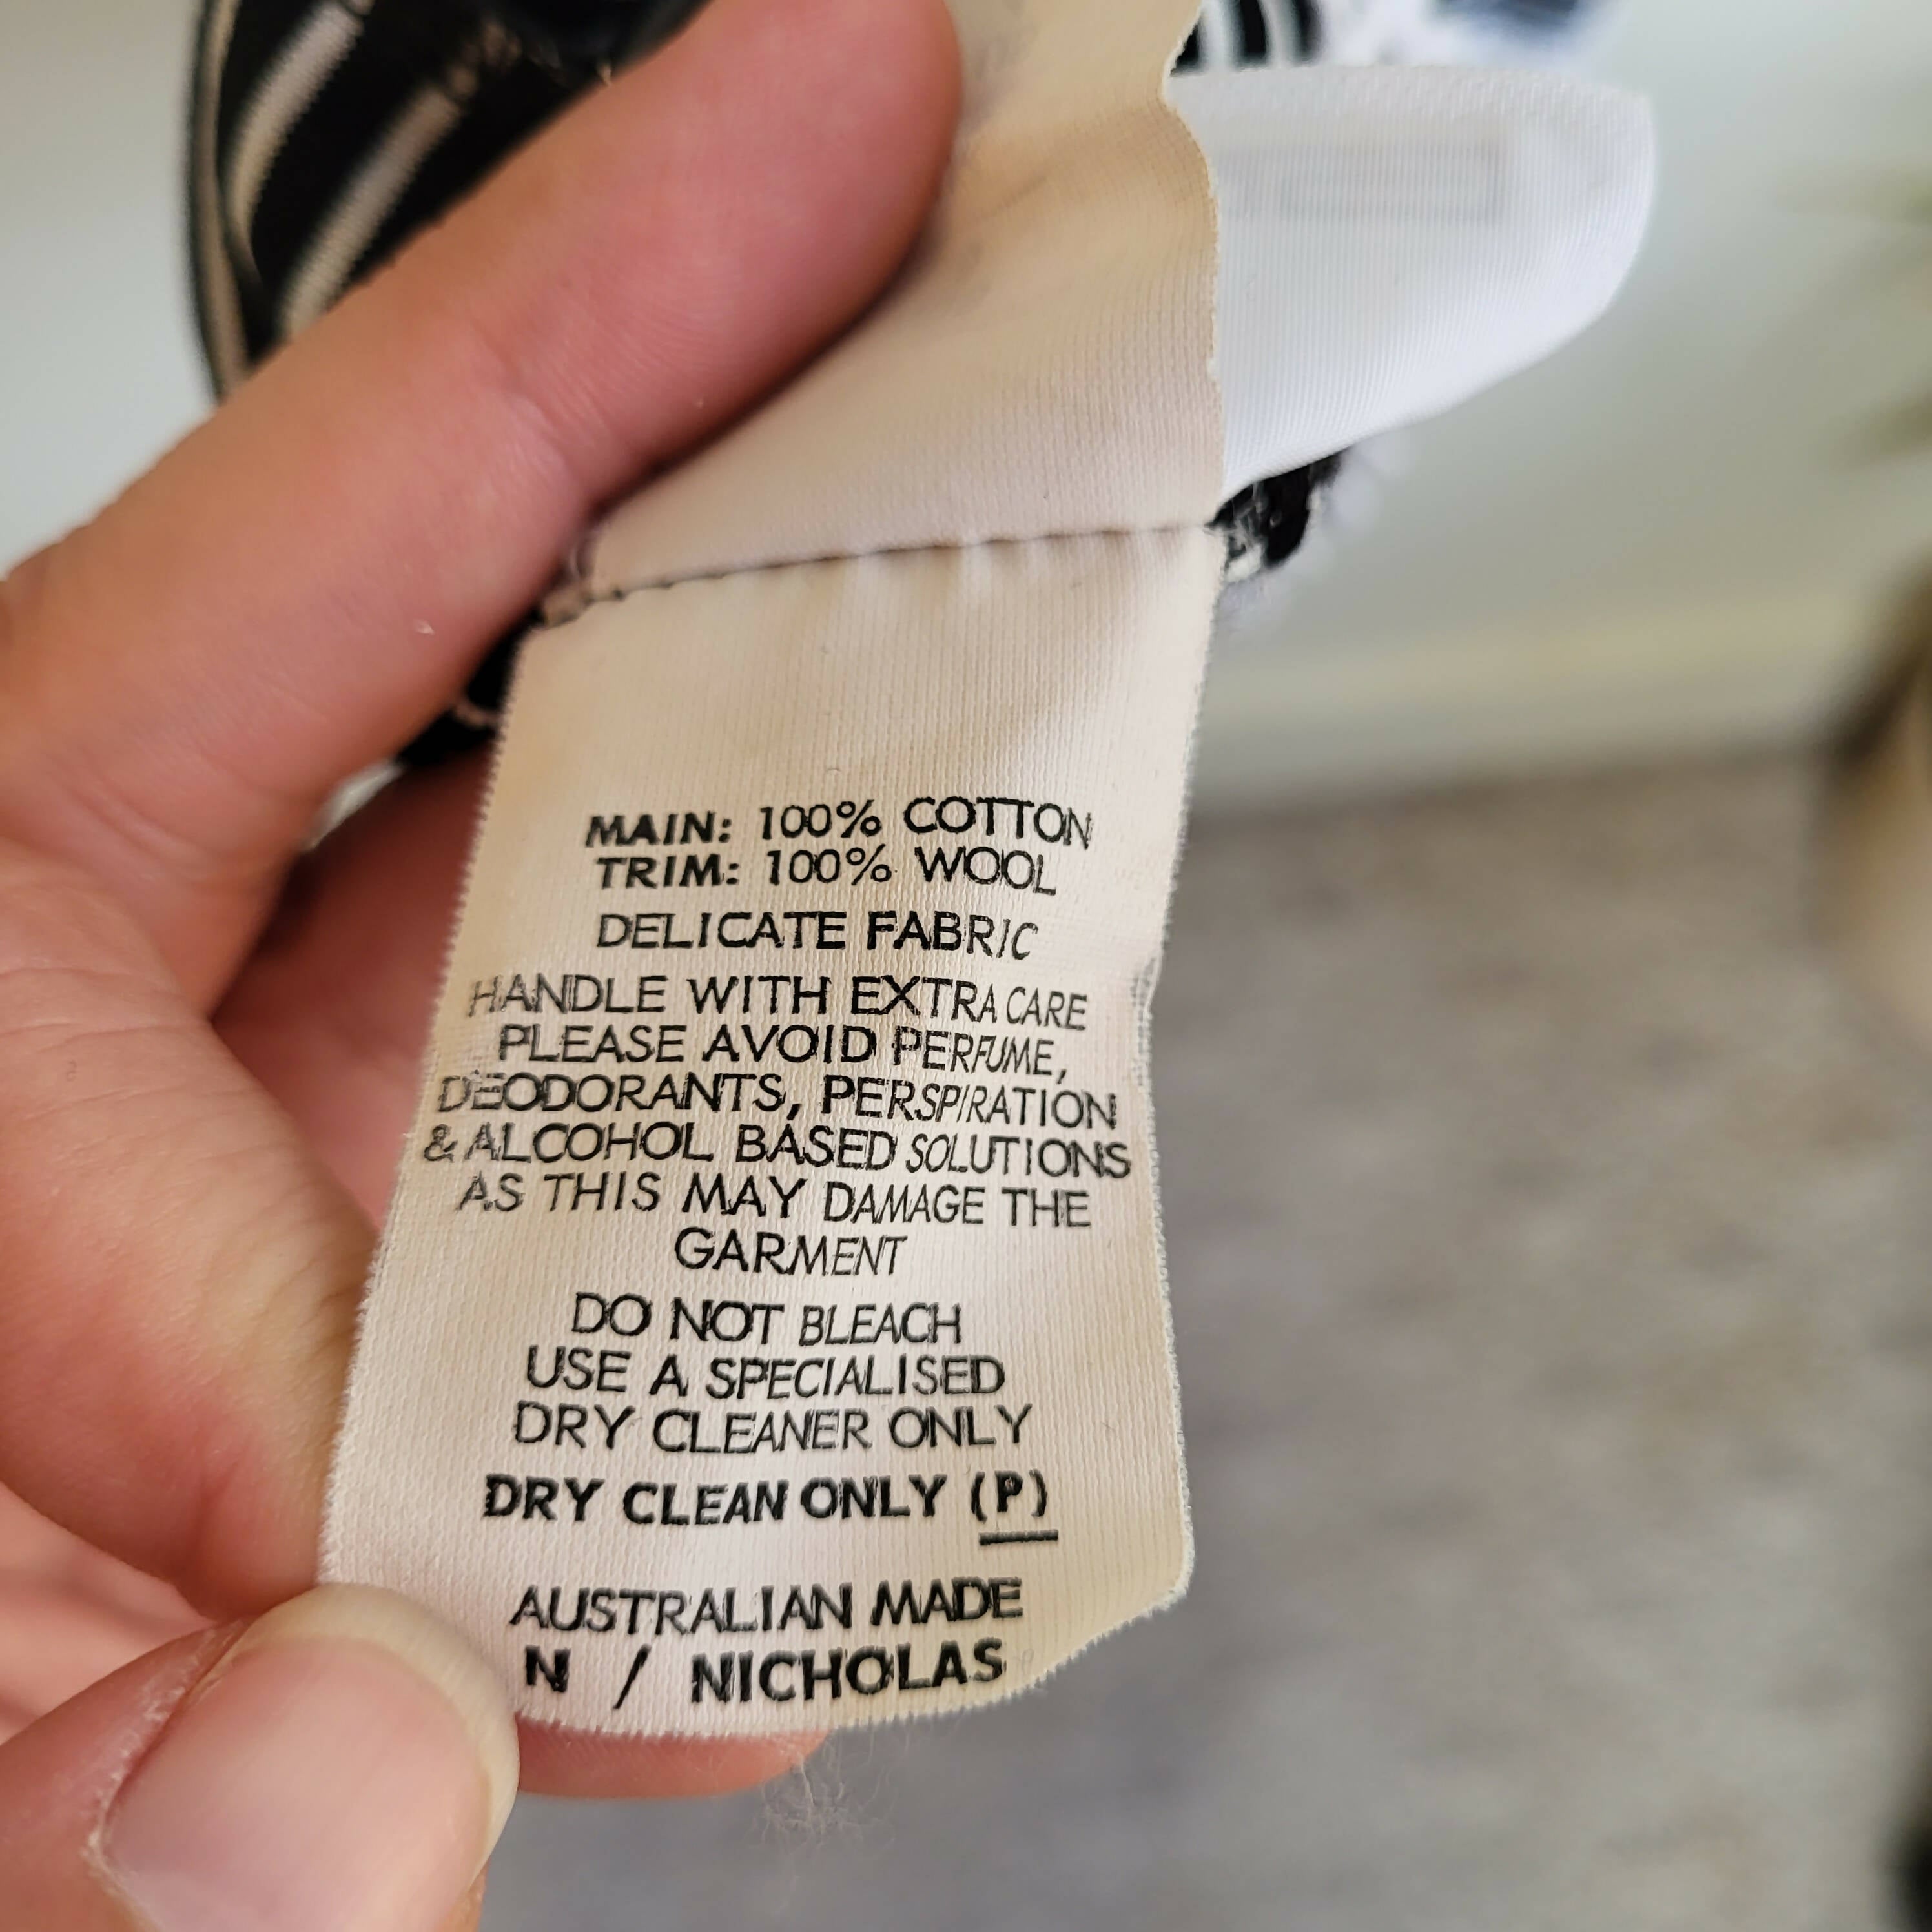 MAIN: 100% COTTON
TRIM: 100% WOOL
DELICATE FABRIC
HANDLE WITH EXTRA CARE
PLEASE AVOID PERFUME,
DEODORANTS, PERSPIRATION
& ALCOHOL BASED SOLUTIONS
AS THIS MAY DAMAGE THE
GARMENT
DO NOT BLEACH
USE A SPECIALISED
DRY CLEANER ONLY
DRY CLEAN ONLY (P)
AUSTRALIAN MADE
N / NICHOLAS